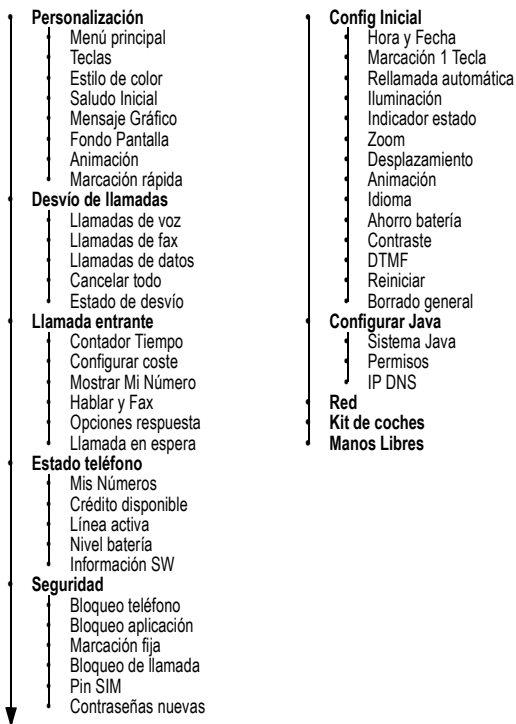 Personalización
Menú principal
Teclas
Estilo de color
Saludo Inicial
Mensaje Gráfico
Fondo Pantalla
Animación
Marcación rápida
Desvío de llamadas
Llamadas de voz
Llamadas de fax
Llamadas de datos
Cancelar todo
Estado de desvío
Llamada entrante
Contador Tiempo
Configurar coste
Mostrar Mi Número
Hablar y Fax
Opciones respuesta
Llamada en espera
Estado teléfono
Mis Números
Crédito disponible
Línea activa
Nivel batería
Información SW
Seguridad
Bloqueo teléfono
Bloqueo aplicación
Marcación fija
Bloqueo de llamada
Pin SIM
Contraseñas nuevas
Config Inicial
Hora y Fecha
Marcación 1 Tecla
Rellamada automática
Iluminación
Indicador estado
Zoom
Desplazamiento
Animación
Idioma
Ahorro batería
Contraste
DTMF
Reiniciar
Borrado general
Configurar Java
Sistema Java
Permisos
IP DNS
Red
Kit de coches
Manos Libres